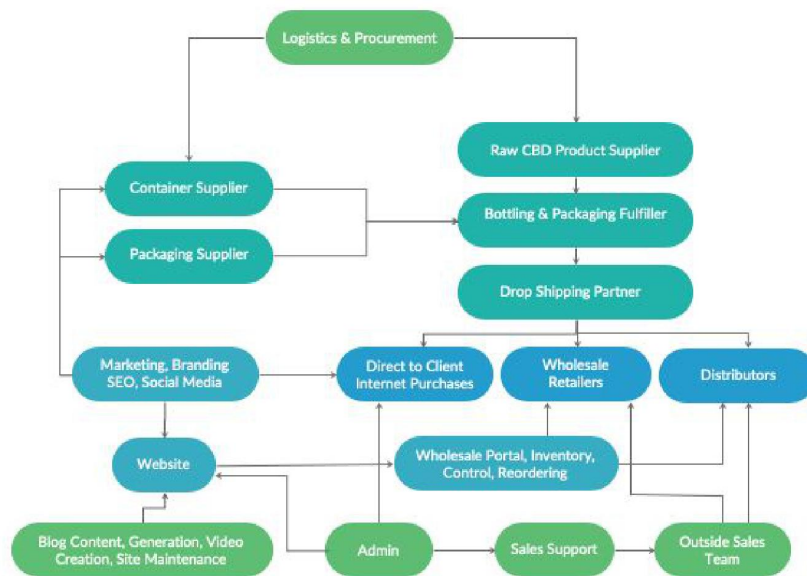 Logistics & Procurement
Raw CBD Product Supplier
Container Supplier
Bottling & Packaging Fulfiller
Packaging Supplier
Drop Shipping Partner
Marketing, Branding
SEO, Social Media
Direct to Client
Internet Purchases
Wholesale
Retailers
Distributors
Website
Wholesale Portal, Inventory,
Control, Reordering
Blog Content, Generation, Video
Creation, Site Maintenance
Admin
Sales Support
Outside Sales
Team